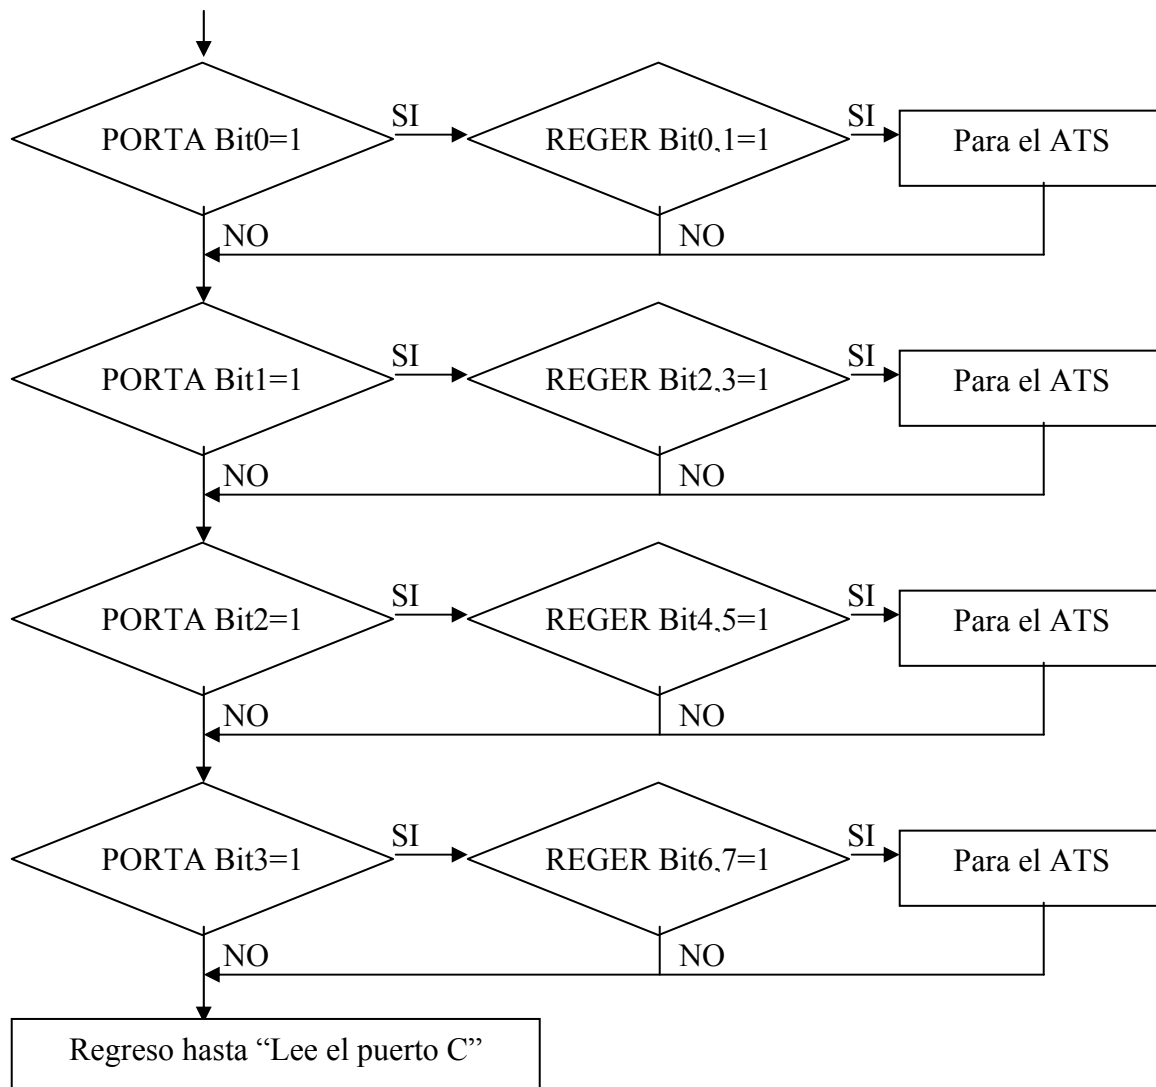 PORTA Bit0=1
SI
REGER Bit0,1=1
SI
Para el ATS
NO
NO
PORTA Bit1=1
SI
REGER Bit2,3=1
SI
Para el ATS
NO
NO
PORTA Bit2=1
SI
REGER Bit4,5=1
SI
Para el ATS
NO
NO
PORTA Bit3=1
SI
REGER Bit6,7=1
SI
Para el ATS
NO
NO
Regreso hasta “Lee el puerto C”